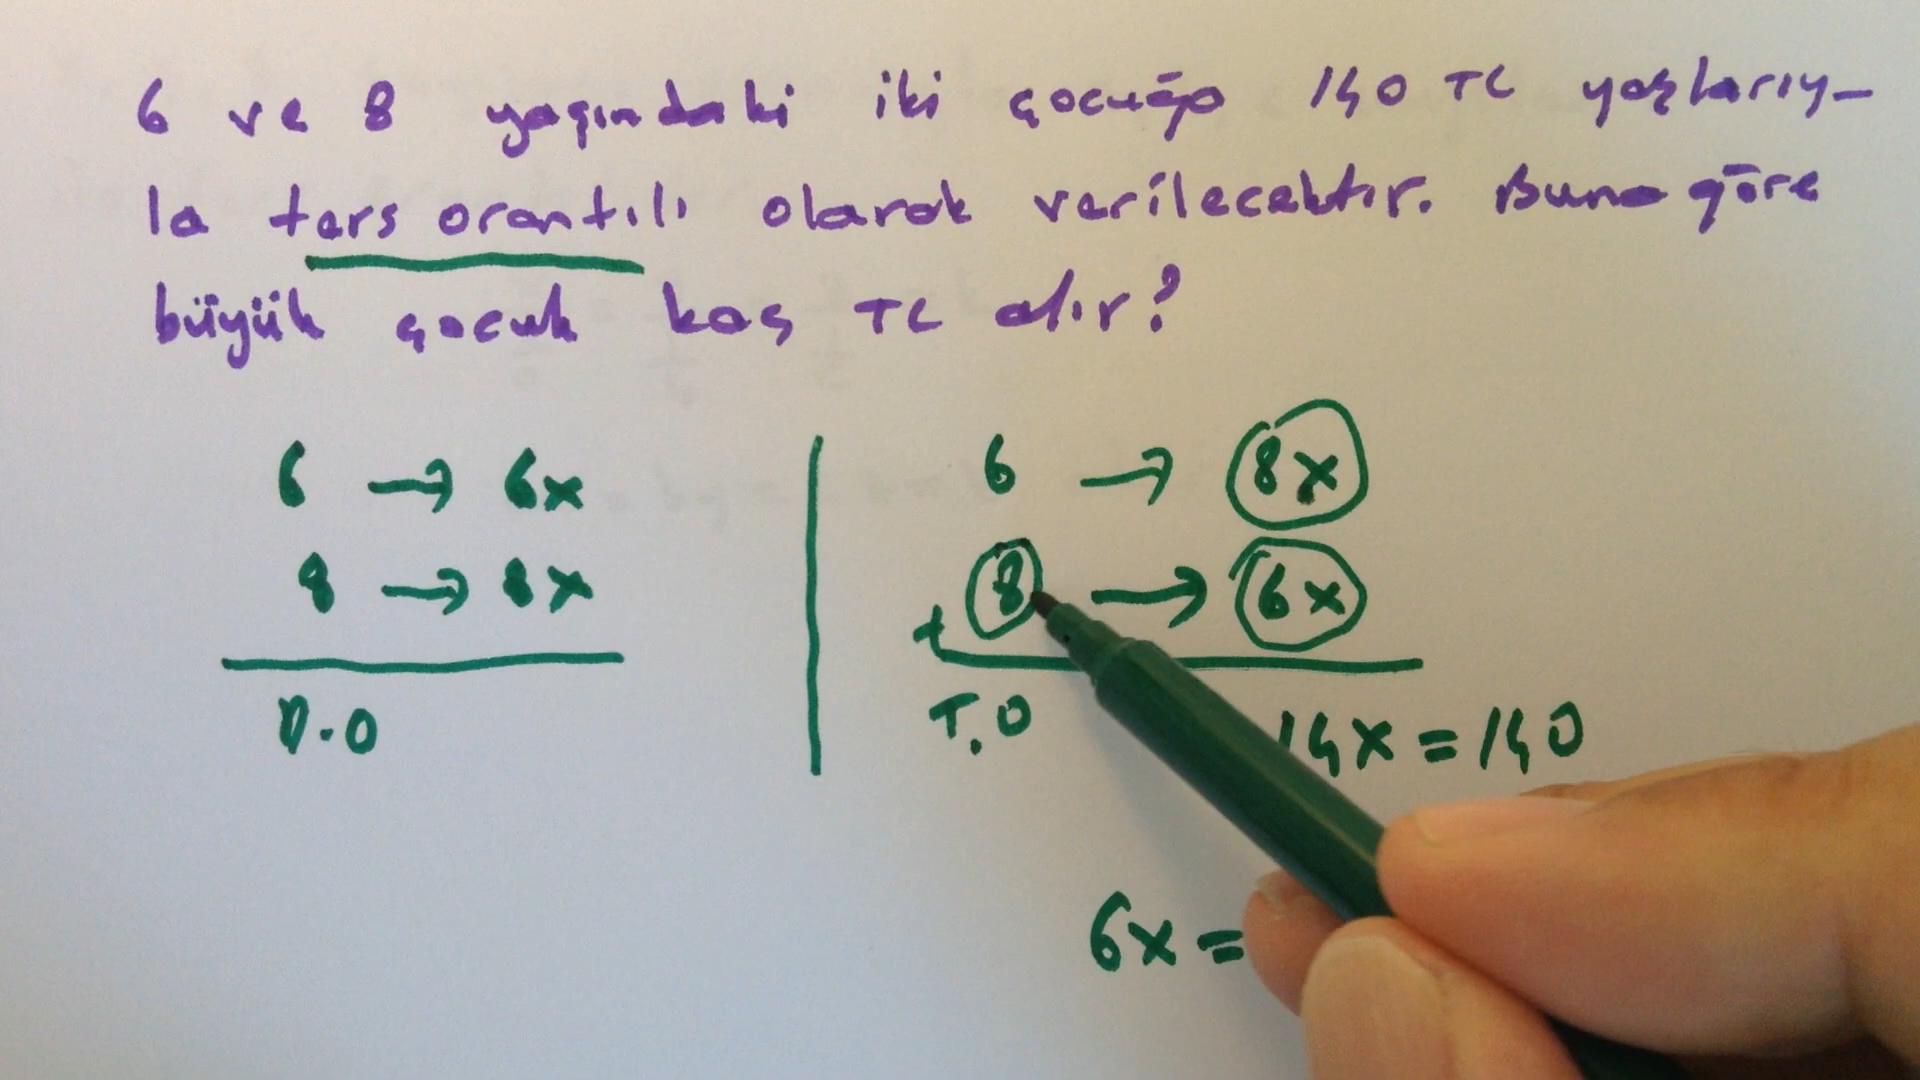 6 ve 8 yaşındaki iki çocuğa 140 TL yaşlarıy-
la ters orantılı olarak verilecektir. Buna göre
büyük çocuk kaç TL alır?
6 → 6x
8 → 8x
D.O
6 → 8x
+ 8 → 6x
T.O 14x = 140
6x =